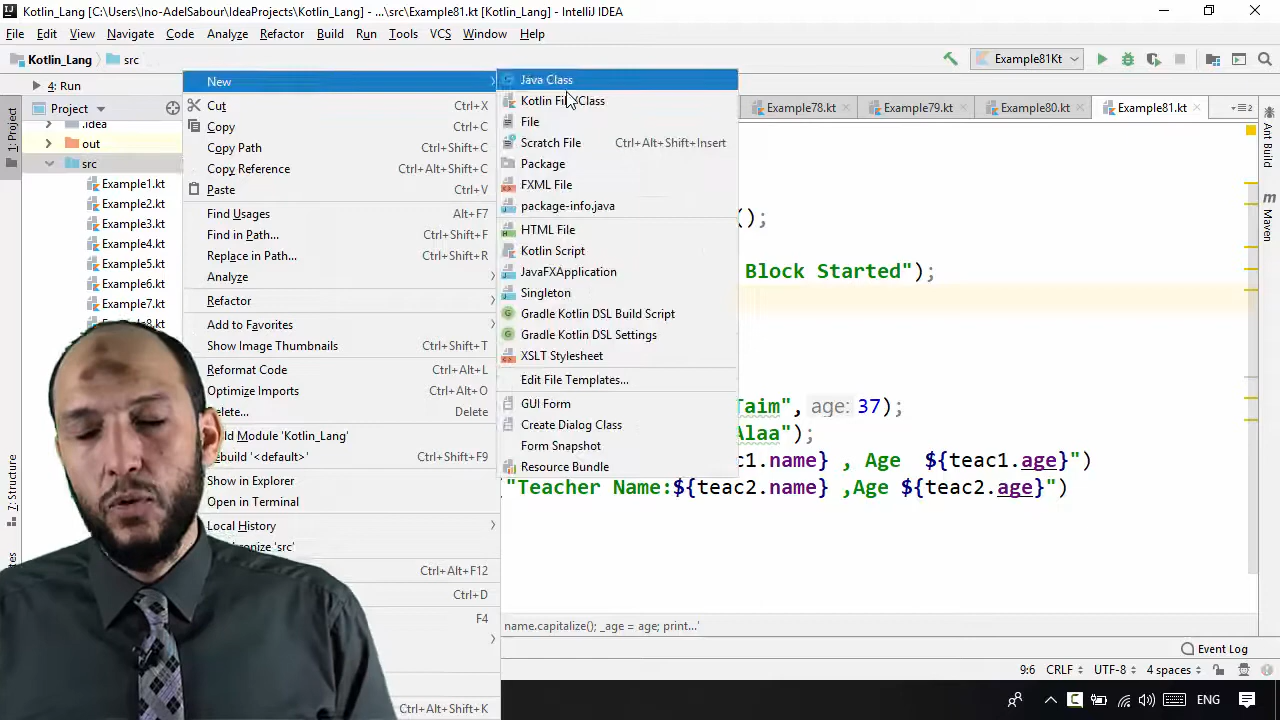 Kotlin_Lang [C:\Users\Ino-AdelSabour\IdeaProjects\Kotlin_Lang] - ...\src\Example81.kt [Kotlin_Lang] - IntelliJ IDEA
File Edit View Navigate Code Analyze Refactor Build Run Tools VCS Window Help
Kotlin_Lang src Example81Kt
4: Run
Project
1: Project
.idea
out
src
Example1.kt
Example2.kt
Example3.kt
Example4.kt
Example5.kt
Example6.kt
Example7.kt
Example8.kt
7: Structure
New
Cut Ctrl+X
Copy Ctrl+C
Copy Path Ctrl+Shift+C
Copy Reference Ctrl+Alt+Shift+C
Paste Ctrl+V
Find Usages Alt+F7
Find in Path... Ctrl+Shift+F
Replace in Path... Ctrl+Shift+R
Analyze
Refactor
Add to Favorites
Show Image Thumbnails Ctrl+Shift+T
Reformat Code Ctrl+Alt+L
Optimize Imports Ctrl+Alt+O
Delete... Delete
Module 'Kotlin_Lang'
'<default>' Ctrl+Shift+F9
Show in Explorer
Open in Terminal
Local History
'src'
Ctrl+Alt+F12
Ctrl+D
F4
Ctrl+Alt+Shift+K
Java Class
Kotlin File/Class
File
Scratch File Ctrl+Alt+Shift+Insert
Package
FXML File
package-info.java
HTML File
Kotlin Script
JavaFXApplication
Singleton
Gradle Kotlin DSL Build Script
Gradle Kotlin DSL Settings
XSLT Stylesheet
Edit File Templates...
GUI Form
Create Dialog Class
Form Snapshot
Resource Bundle
Example78.kt Example79.kt Example80.kt Example81.kt
();
Block Started");
Taim", age: 37);
Alaa");
c1.name} , Age ${teac1.age}")
("Teacher Name:${teac2.name} ,Age ${teac2.age}")
Ant Build
Maven
name.capitalize(); _age = age; print...'
Event Log
9:6 CRLF UTF-8 4 spaces
ENG